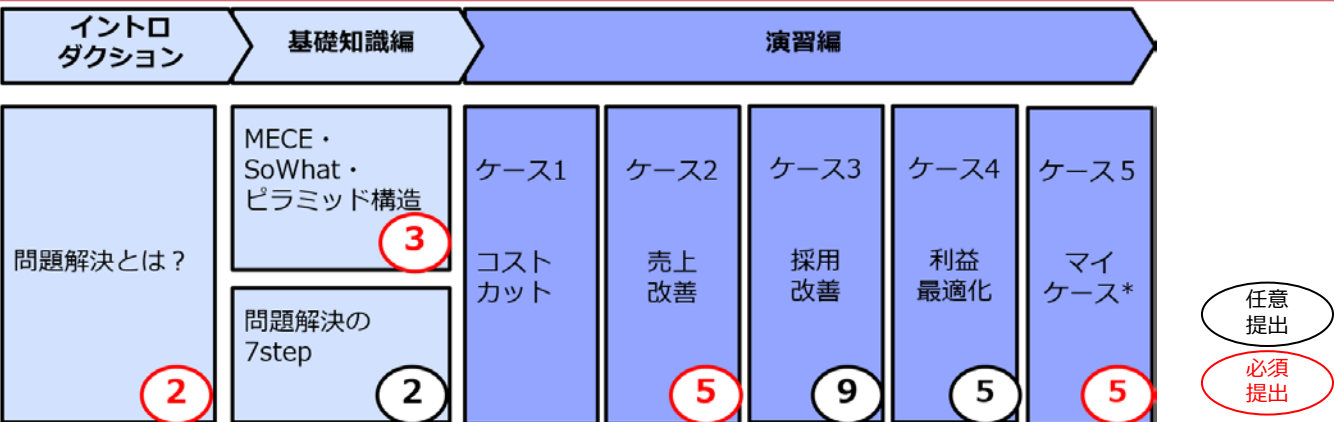 イントロ
ダクション
基礎知識編
演習編
問題解決とは？
2
MECE・
SoWhat・
ピラミッド構造
3
問題解決の
7step
2
ケース1
コスト
カット
ケース2
売上
改善
5
ケース3
採用
改善
9
ケース4
利益
最適化
5
ケース５
マイ
ケース*
5
任意
提出
必須
提出